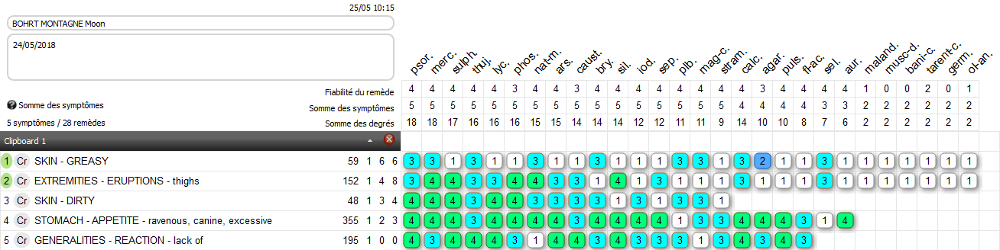 25/05 10:15
BOHRT MONTAGNE Moon
24/05/2018
psor. merc. sulph. thuj. lyc. phos. nat-m. ars. caust. bry. sil. iod. sep. plb. mag-c. stram. calc. agar. puls. fl-ac. sel. aur. maland. musc-d. bani-c. tarent-c. germ. ol-an.
Fiabilité du remède 4 4 4 4 4 3 4 4 3 4 4 4 4 4 4 4 4 3 4 4 4 4 1 0 0 2 0 1
Somme des symptômes
Somme des symptômes 5 5 5 5 5 5 5 5 5 5 5 5 5 5 5 5 4 4 4 4 3 3 2 2 2 2 2 2
5 symptômes / 28 remèdes
Somme des degrés 18 18 17 16 16 16 15 15 14 14 14 12 12 11 11 9 14 10 10 8 7 6 2 2 2 2 2 2
Clipboard 1
1 Cr SKIN - GREASY 59 1 6 6 3 3 1 3 1 1 3 1 1 3 1 1 1 3 3 1 3 2 1 1 3 1 1 1 1 1 1 1
2 Cr EXTREMITIES - ERUPTIONS - thighs 152 1 4 8 3 4 4 3 3 4 4 3 3 1 4 1 3 1 1 1 3 1 1 1 3 1 1 1 1 1 1 1
3 Cr SKIN - DIRTY 48 1 3 4 4 4 4 3 4 4 3 3 3 3 1 3 1 3 3 1
4 Cr STOMACH - APPETITE - ravenous, canine, excessive 355 1 2 3 4 4 4 3 4 4 4 4 4 4 4 4 4 1 3 3 4 4 4 3 1 4
5 Cr GENERALITIES - REACTION - lack of 195 1 0 0 4 3 4 4 4 3 1 4 4 3 4 3 3 3 1 3 4 3 4 3